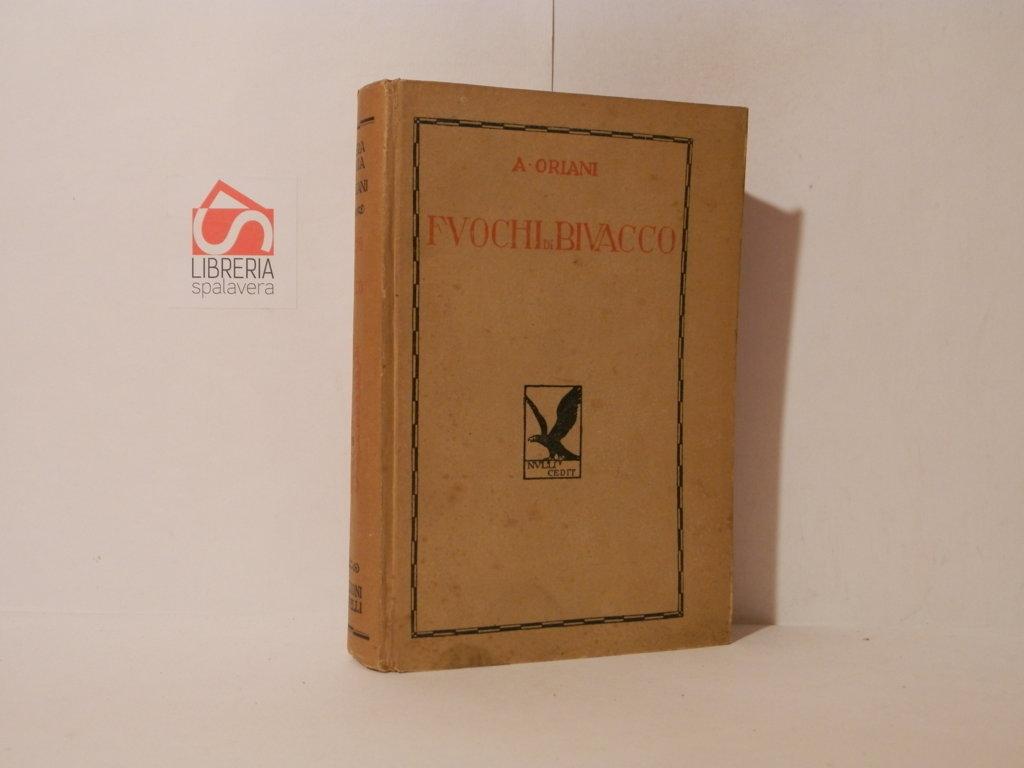 LIBRERIA
spalavera
A·ORIANI
FVOCHI DI BIVACCO
NVLLI
CEDIT